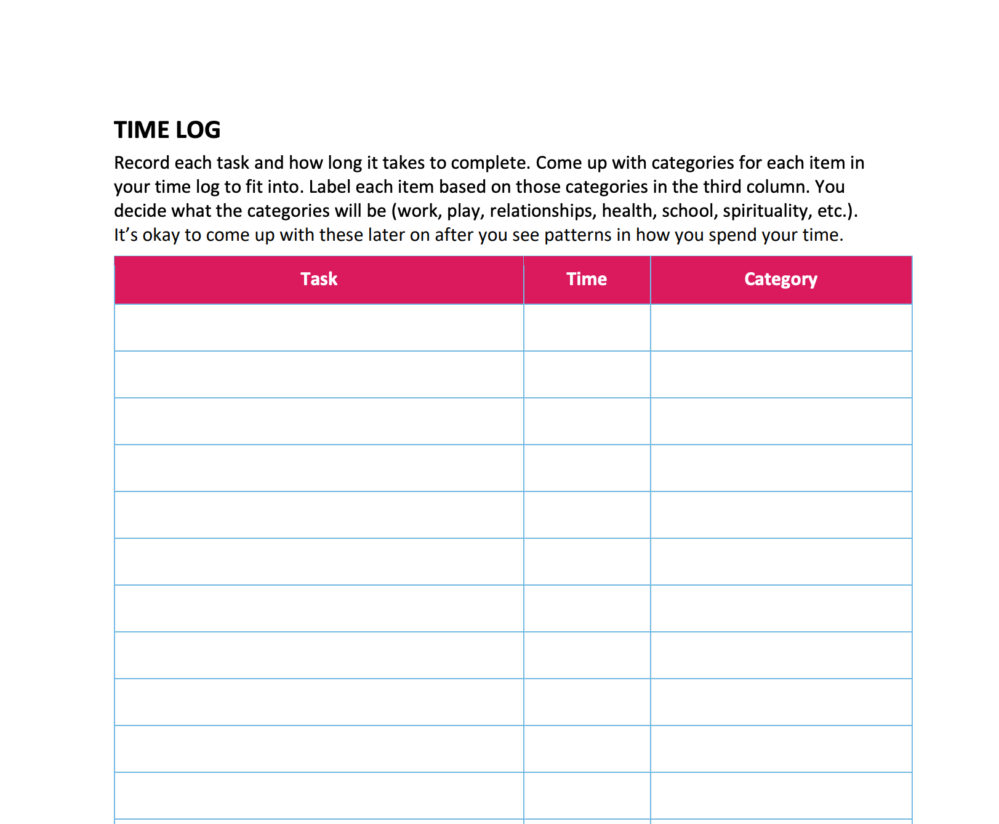 TIME LOG
Record each task and how long it takes to complete. Come up with categories for each item in
your time log to fit into. Label each item based on those categories in the third column. You
decide what the categories will be (work, play, relationships, health, school, spirituality, etc.).
It’s okay to come up with these later on after you see patterns in how you spend your time.
Task Time Category